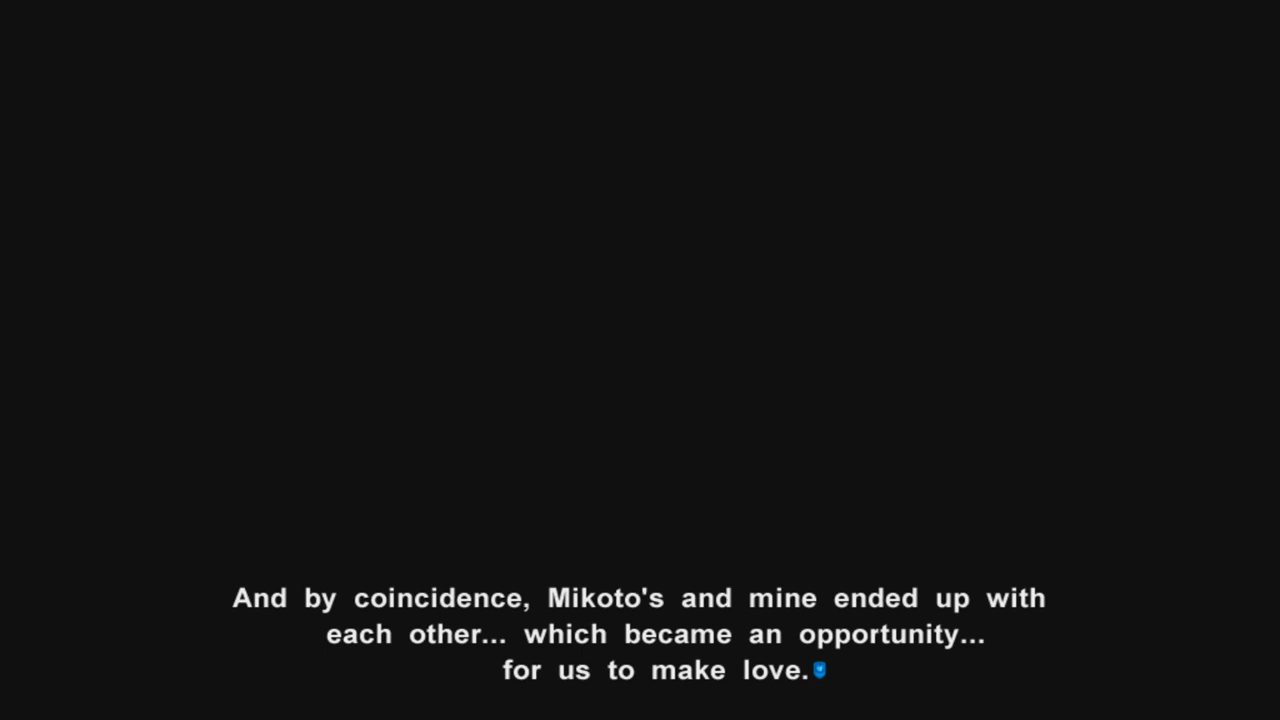 And by coincidence, Mikoto's and mine ended up with
each other... which became an opportunity...
for us to make love.